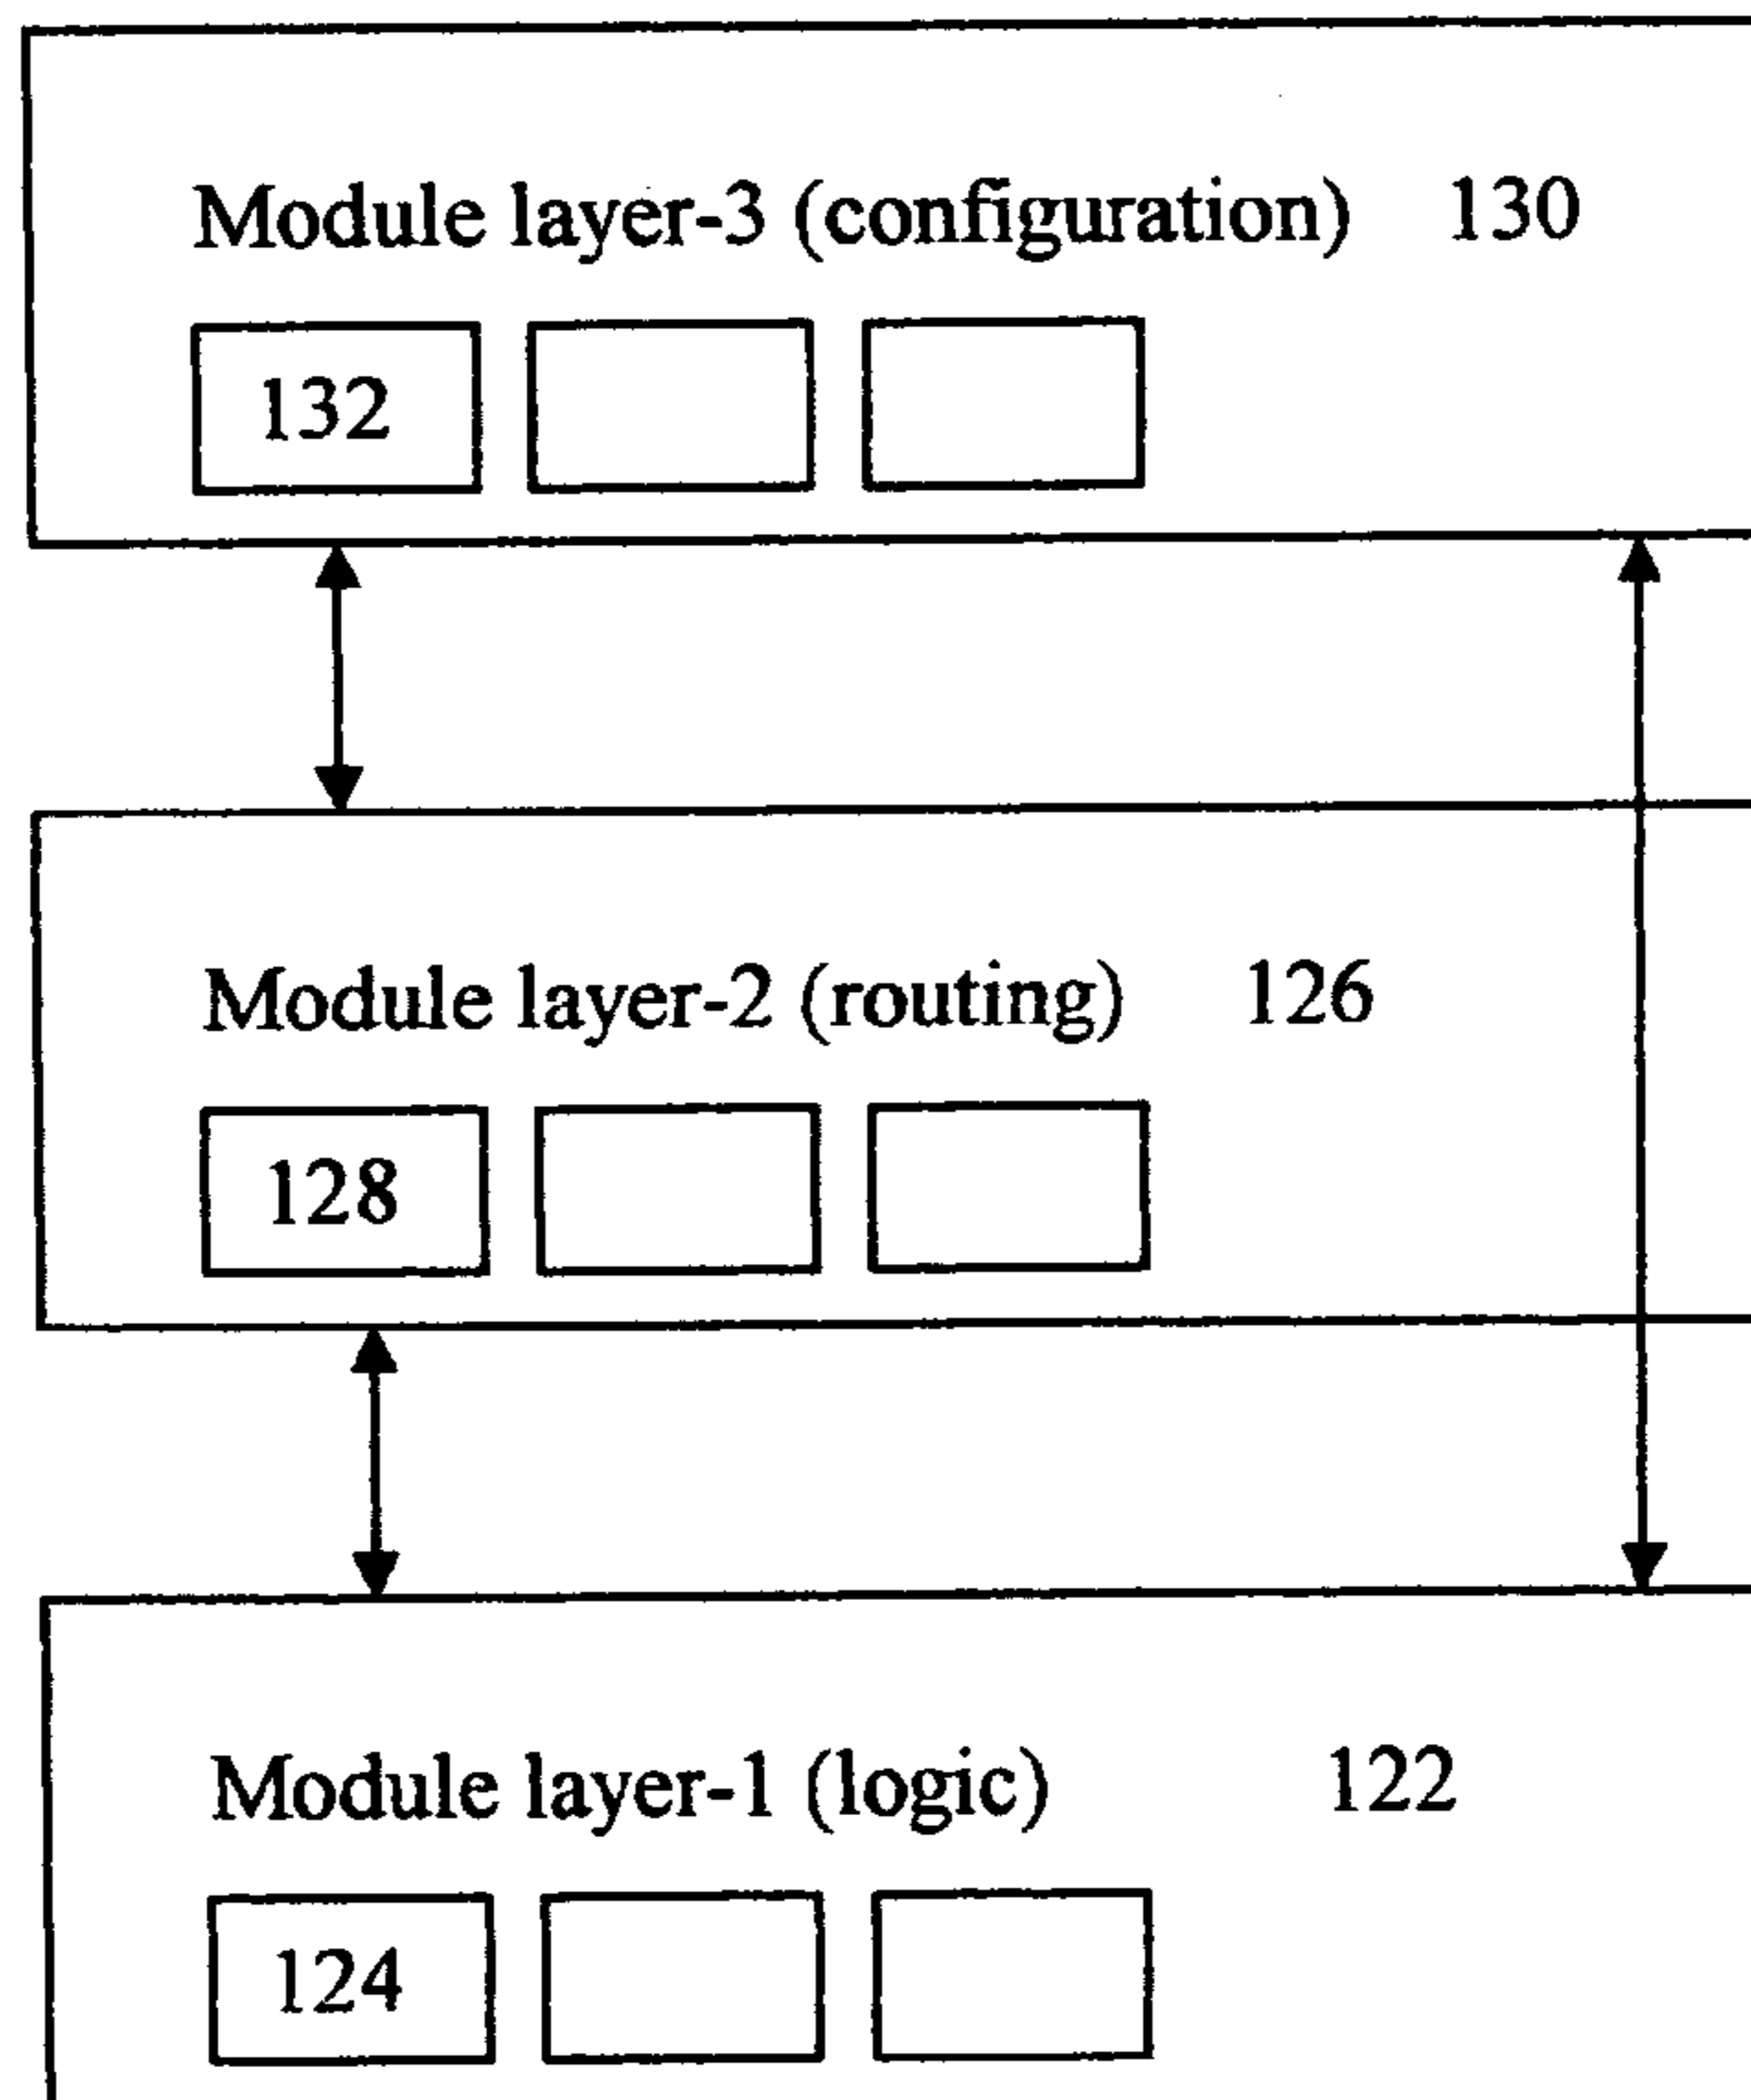 Module layer-3 (configuration) 130
132
Module layer-2 (routing) 126
128
Module layer-1 (logic) 122
124